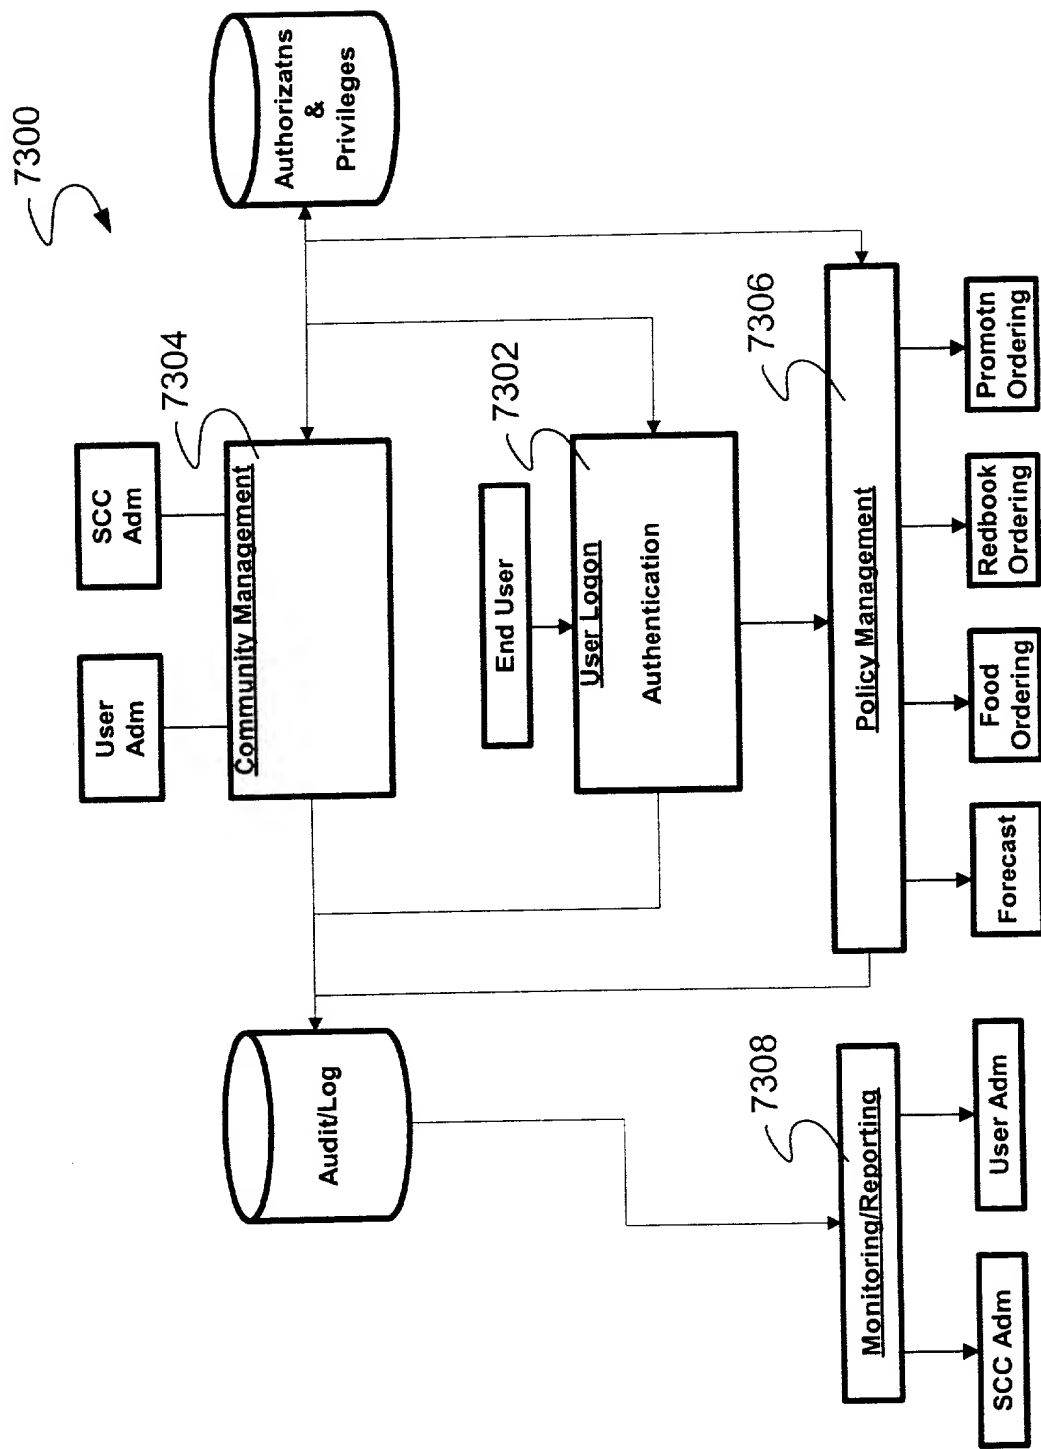 7300
User
Adm
SCC
Adm
7304
Community Management
Authorizatns
&
Privileges
Audit/Log
End User
7302
User Logon
Authentication
7306
Policy Management
7308
Monitoring/Reporting
SCC Adm
User Adm
Forecast
Food
Ordering
Redbook
Ordering
Promotn
Ordering